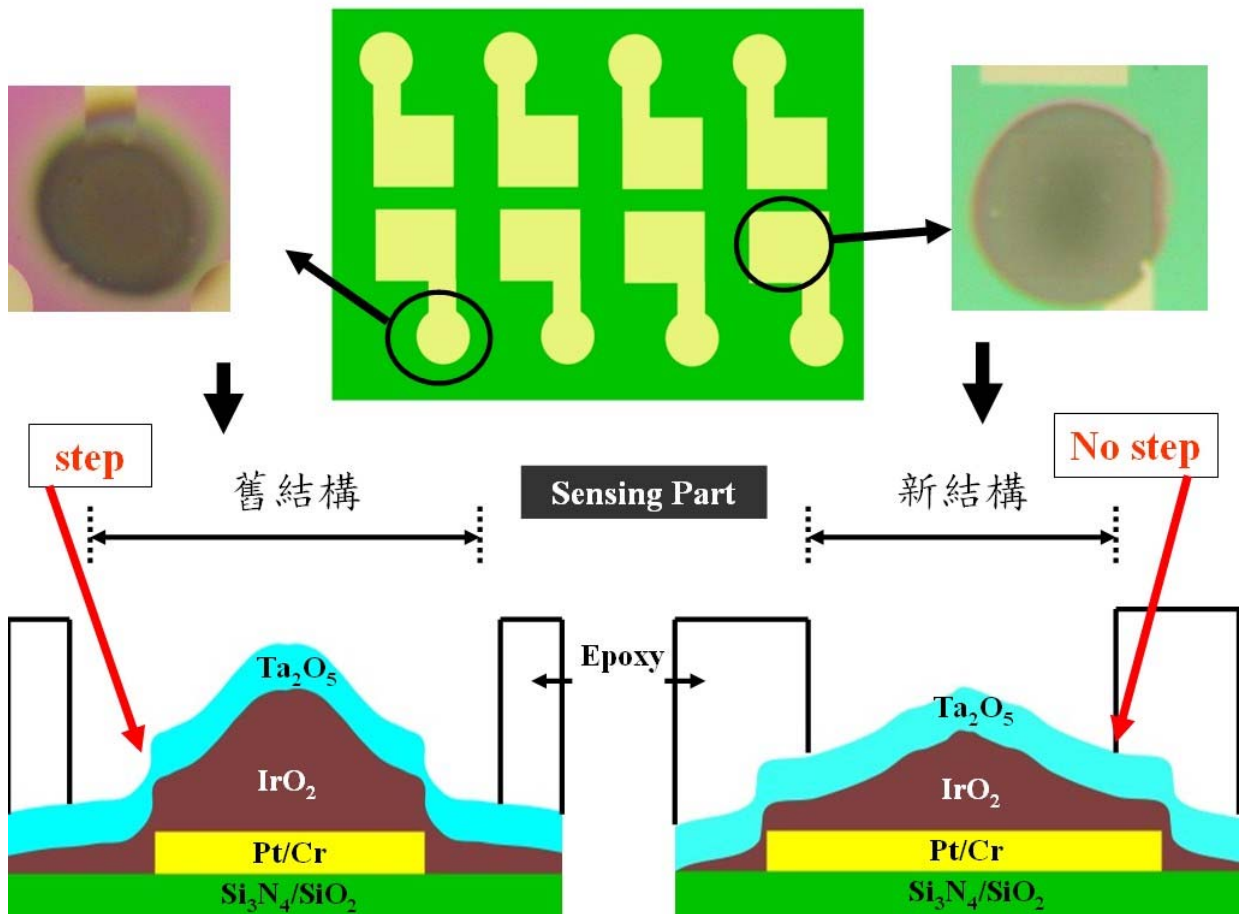 step
舊結構
Sensing Part
新結構
No step
Epoxy
Ta₂O₅
IrO₂
Pt/Cr
Si₃N₄/SiO₂
Ta₂O₅
IrO₂
Pt/Cr
Si₃N₄/SiO₂